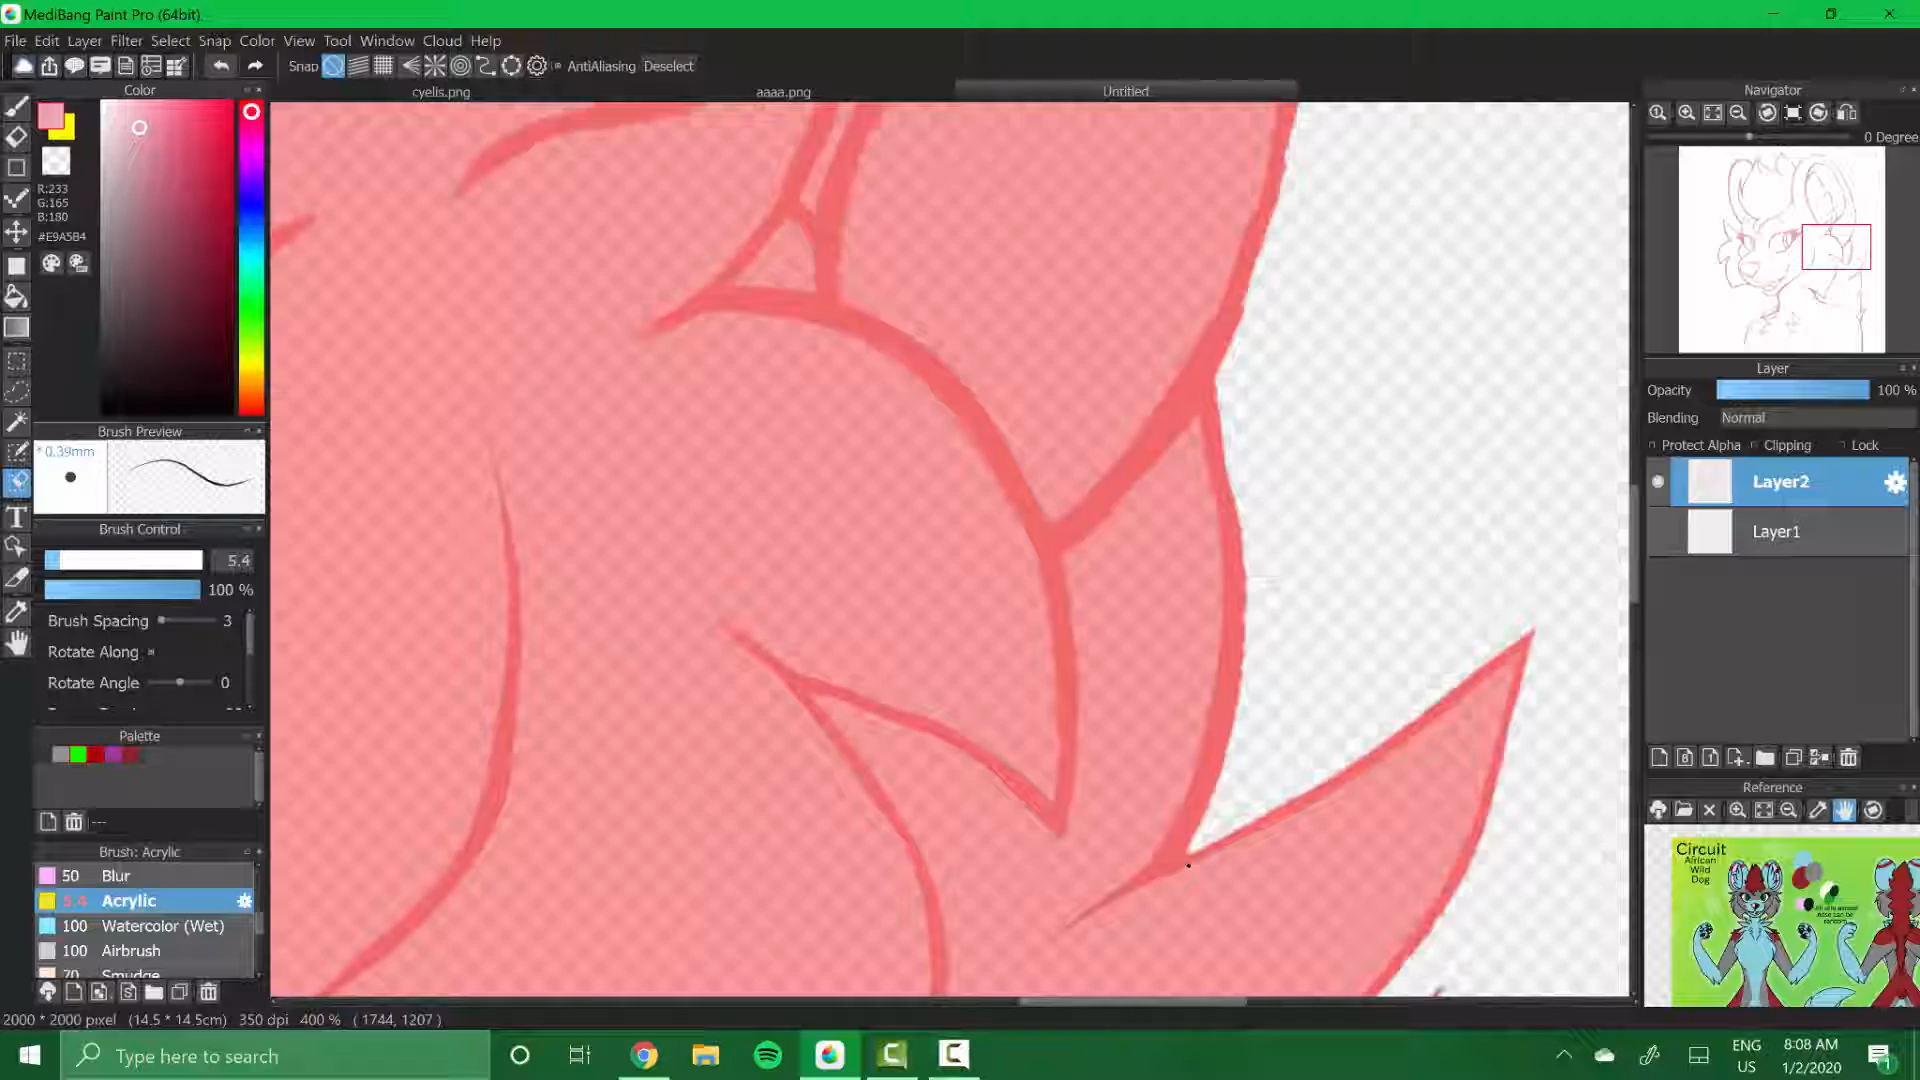 MediBang Paint Pro (64bit)
File Edit Layer Filter Select Snap Color View Tool Window Cloud Help
Snap AntiAliasing Deselect
Color
cyelis.png aaaa.png Untitled
Navigator
0 Degree
R:233
G:165
B:180
#E9A5B4
Layer
Opacity 100 %
Blending Normal
Protect Alpha Clipping Lock
Layer2
Layer1
Brush Preview
* 0.39mm
Brush Control
5.4
100 %
Brush Spacing 3
Rotate Along
Rotate Angle 0
Palette
---
Brush: Acrylic
50 Blur
5.4 Acrylic
100 Watercolor (Wet)
100 Airbrush
70 Smudge
Reference
Circuit
African
Wild
Dog
2000 * 2000 pixel (14.5 * 14.5cm) 350 dpi 400 % ( 1744, 1207 )
Type here to search
ENG
US
8:08 AM
1/2/2020
1